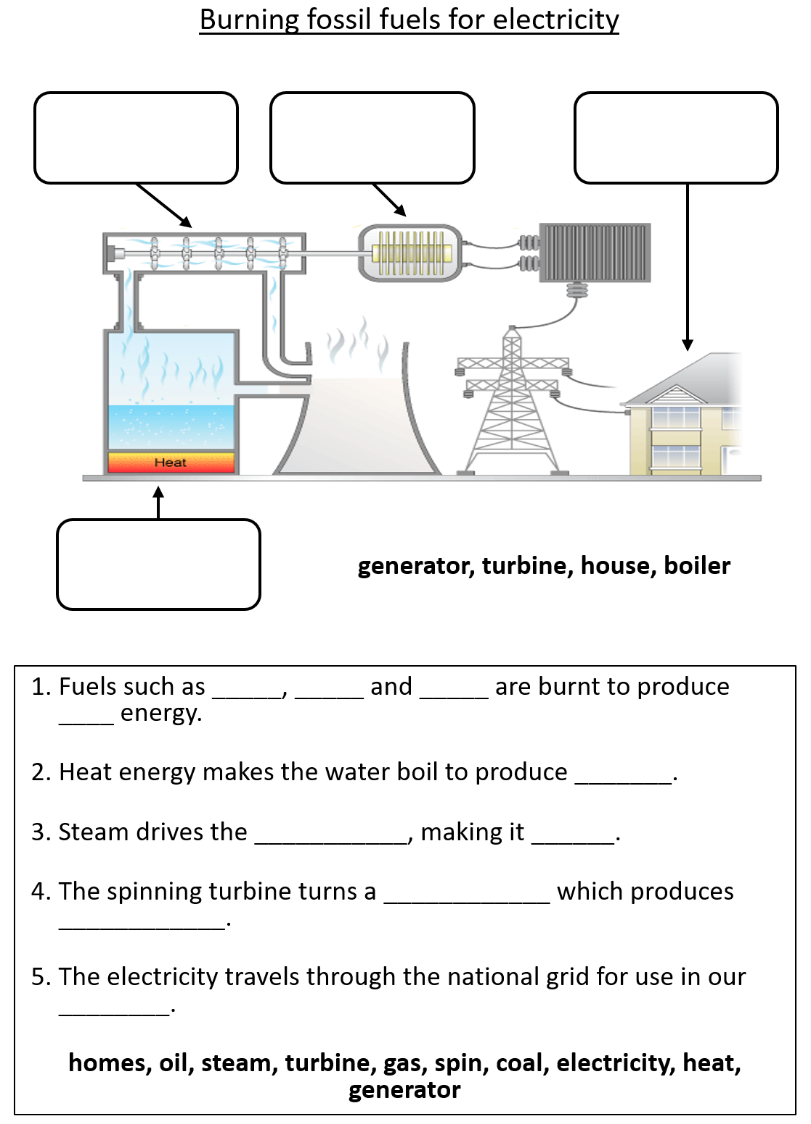 Burning fossil fuels for electricity
Heat
generator, turbine, house, boiler
1. Fuels such as _____, _____ and _____ are burnt to produce
____ energy.
2. Heat energy makes the water boil to produce _______.
3. Steam drives the ___________, making it ______.
4. The spinning turbine turns a ____________ which produces
____________.
5. The electricity travels through the national grid for use in our
________.
homes, oil, steam, turbine, gas, spin, coal, electricity, heat,
generator